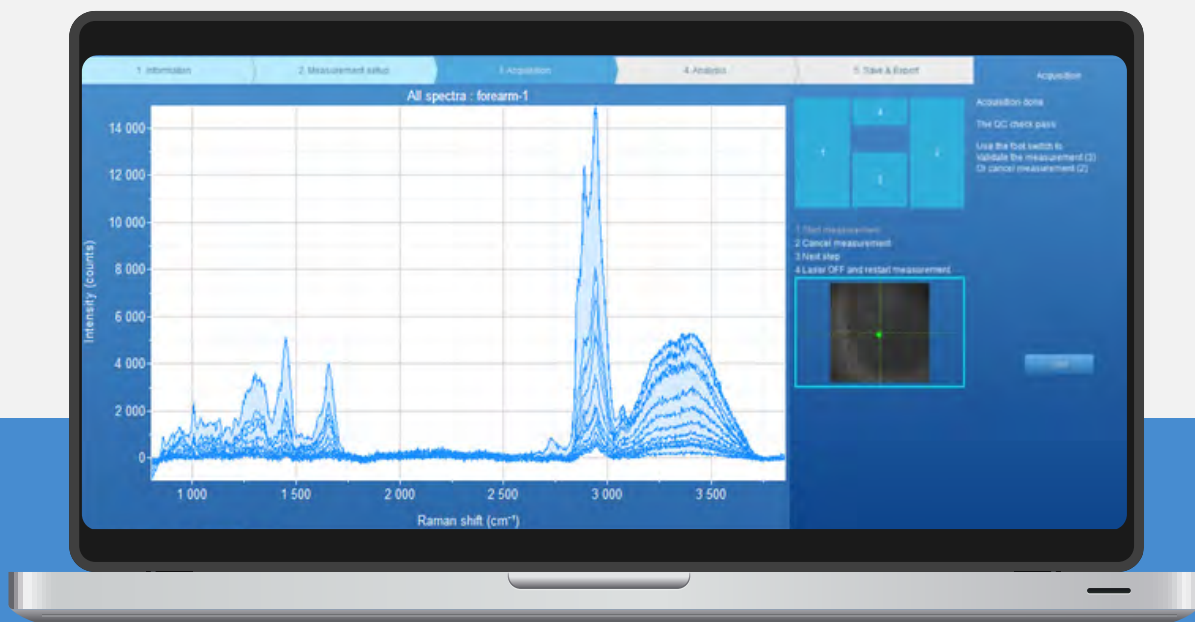 1. Information
2. Measurement setup
3. Acquisition
4. Analysis
5. Save & Export
Acquisition
All spectra : forearm-1
14 000
12 000
10 000
8 000
6 000
4 000
2 000
0
Intensity (counts)
1 000
1 500
2 000
2 500
3 000
3 500
Raman shift (cm⁻¹)
4
1
2
3
1 Start measurement
2 Cancel measurement
3 Next step
4 Laser OFF and restart measurement
Acquisition done
The QC check pass
Use the foot switch to
Validate the measurement (3)
Or cancel measurement (2)